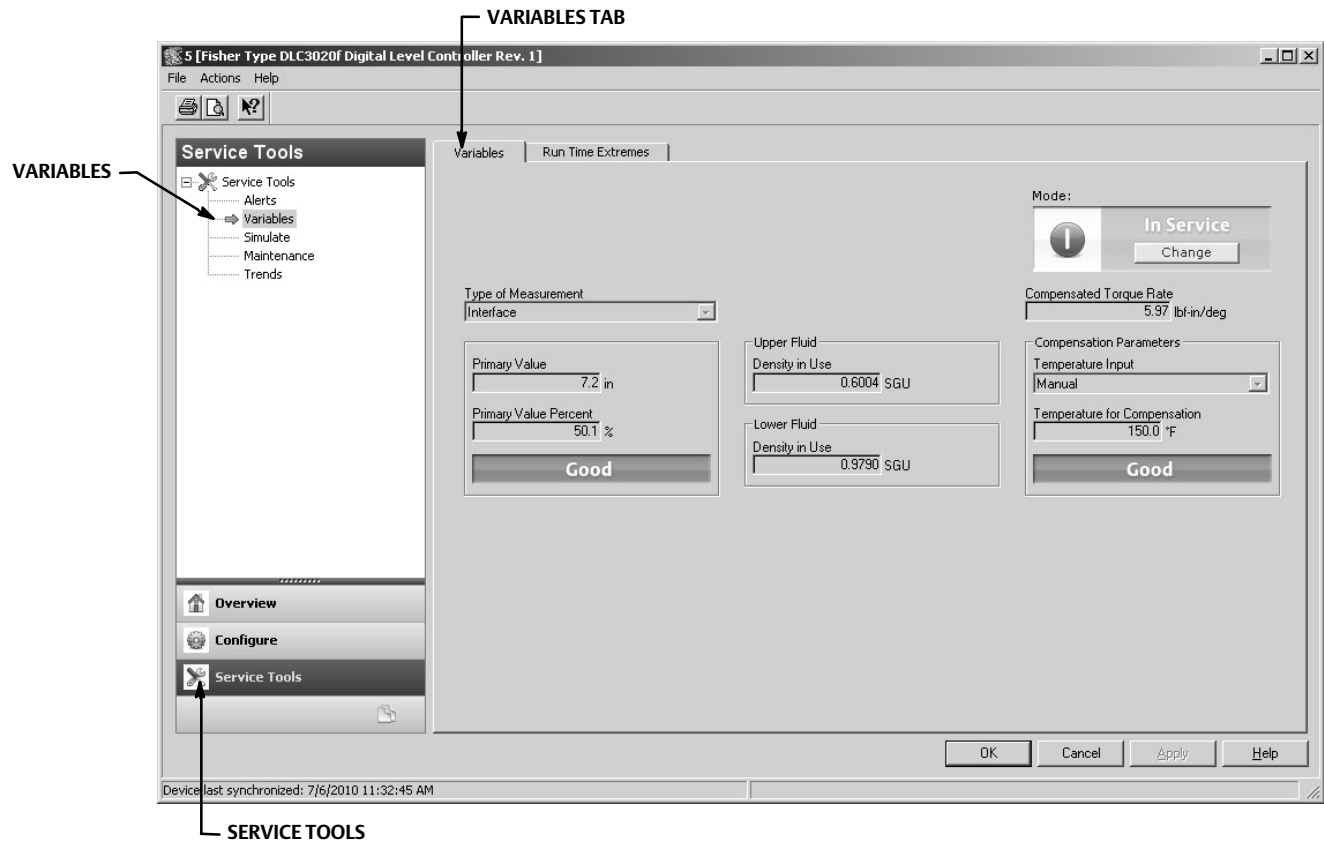 VARIABLES TAB
5 [Fisher Type DLC3020f Digital Level Controller Rev. 1]
File Actions Help
Service Tools
Variables Run Time Extremes
VARIABLES
Service Tools
Alerts
Variables
Simulate
Maintenance
Trends
Mode:
In Service
Change
Type of Measurement
Interface
Compensated Torque Rate
5.97 lbf-in/deg
Primary Value
7.2 in
Primary Value Percent
50.1 %
Good
Upper Fluid
Density in Use
0.6004 SGU
Lower Fluid
Density in Use
0.9790 SGU
Compensation Parameters
Temperature Input
Manual
Temperature for Compensation
150.0 °F
Good
Overview
Configure
Service Tools
OK Cancel Apply Help
Device last synchronized: 7/6/2010 11:32:45 AM
SERVICE TOOLS